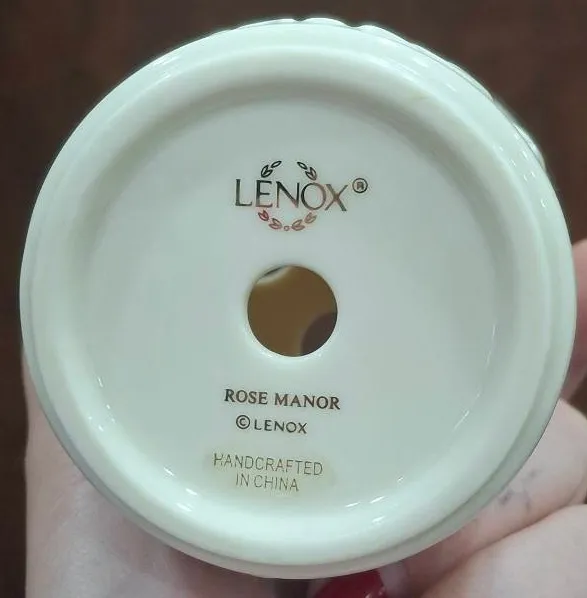 LENOX®
ROSE MANOR
© LENOX
HANDCRAFTED
IN CHINA